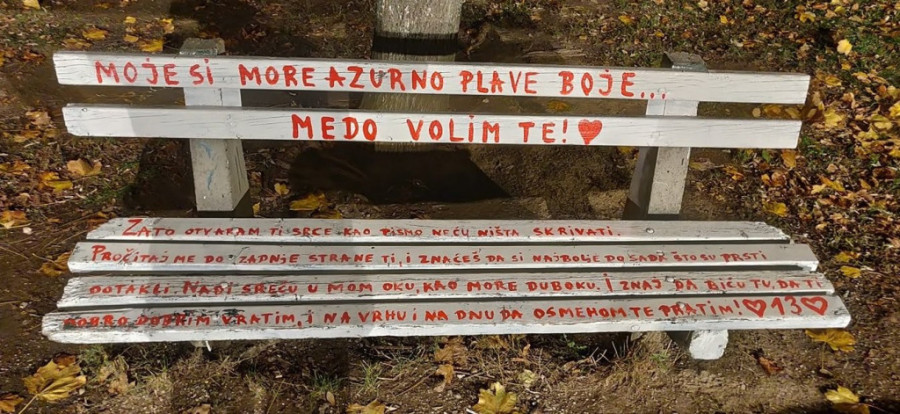 MOJE SI MORE AZURNO PLAVE BOJE...
MEDO VOLIM TE!♥
ZATO OTVARAM TI SRCE KAO PISMO NEĆU NIŠTA SKRIVATI.
PROČITAJ ME DO ZADNJE STRANE TI, I ZNAĆEŠ DA SI NAJBOLJE DO SADA ŠTO SU PRSTI
DOTAKLI. NAĐI SREĆU U MOM OKU, KAO MORE DUBOKU. I ZNAJ DA BIĆU TU, DA TI
DOBRO DOBRIM VRATIM, I NA VRHU I NA DNU DA OSMEHOM TE PRATIM!♡13♡